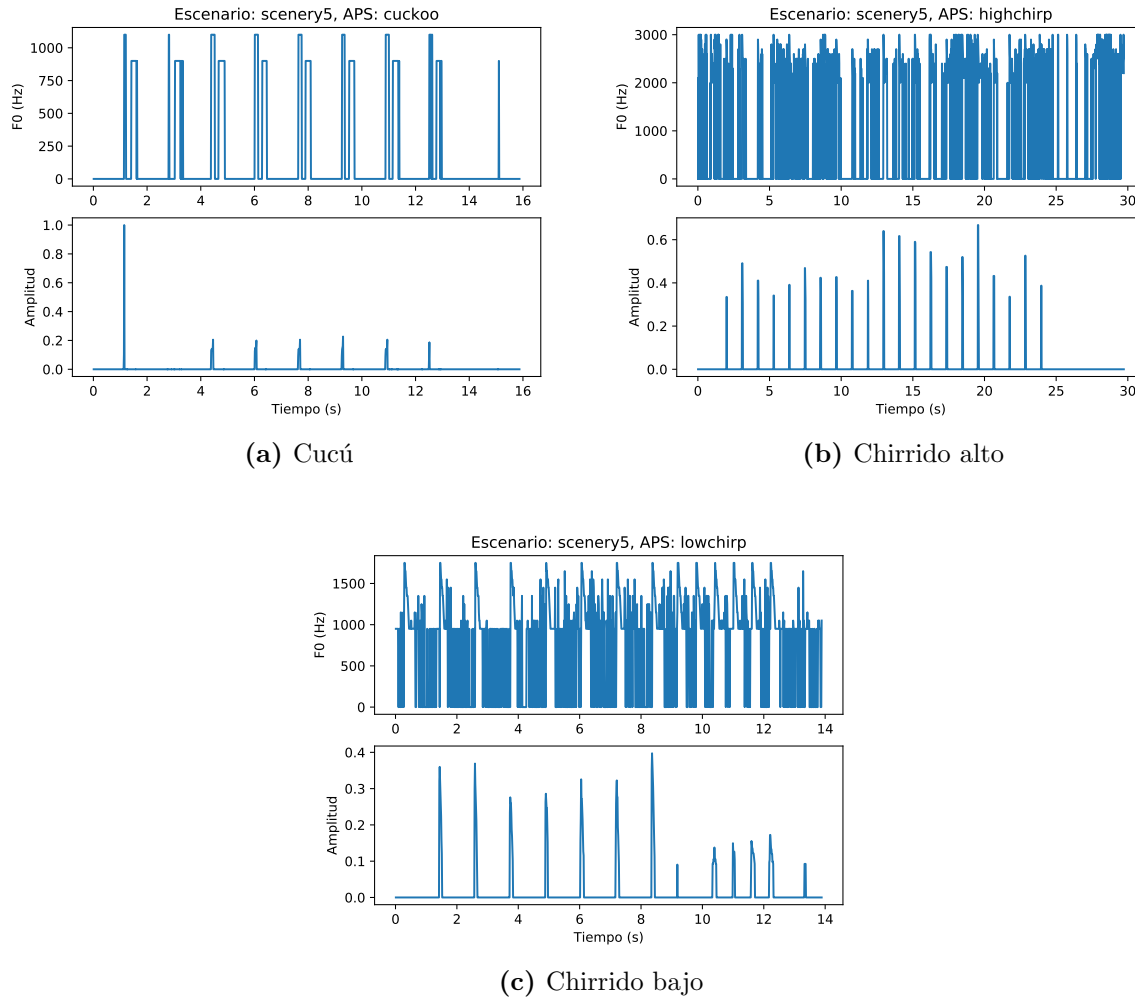 Escenario: scenery5, APS: cuckoo
F0 (Hz)
1000
750
500
250
0
0 2 4 6 8 10 12 14 16
Amplitud
1.0
0.8
0.6
0.4
0.2
0.0
0 2 4 6 8 10 12 14 16
Tiempo (s)
(a) Cucú
Escenario: scenery5, APS: highchirp
F0 (Hz)
3000
2000
1000
0
0 5 10 15 20 25 30
Amplitud
0.6
0.4
0.2
0.0
0 5 10 15 20 25 30
Tiempo (s)
(b) Chirrido alto
Escenario: scenery5, APS: lowchirp
F0 (Hz)
1500
1000
500
0
0 2 4 6 8 10 12 14
Amplitud
0.4
0.3
0.2
0.1
0.0
0 2 4 6 8 10 12 14
Tiempo (s)
(c) Chirrido bajo